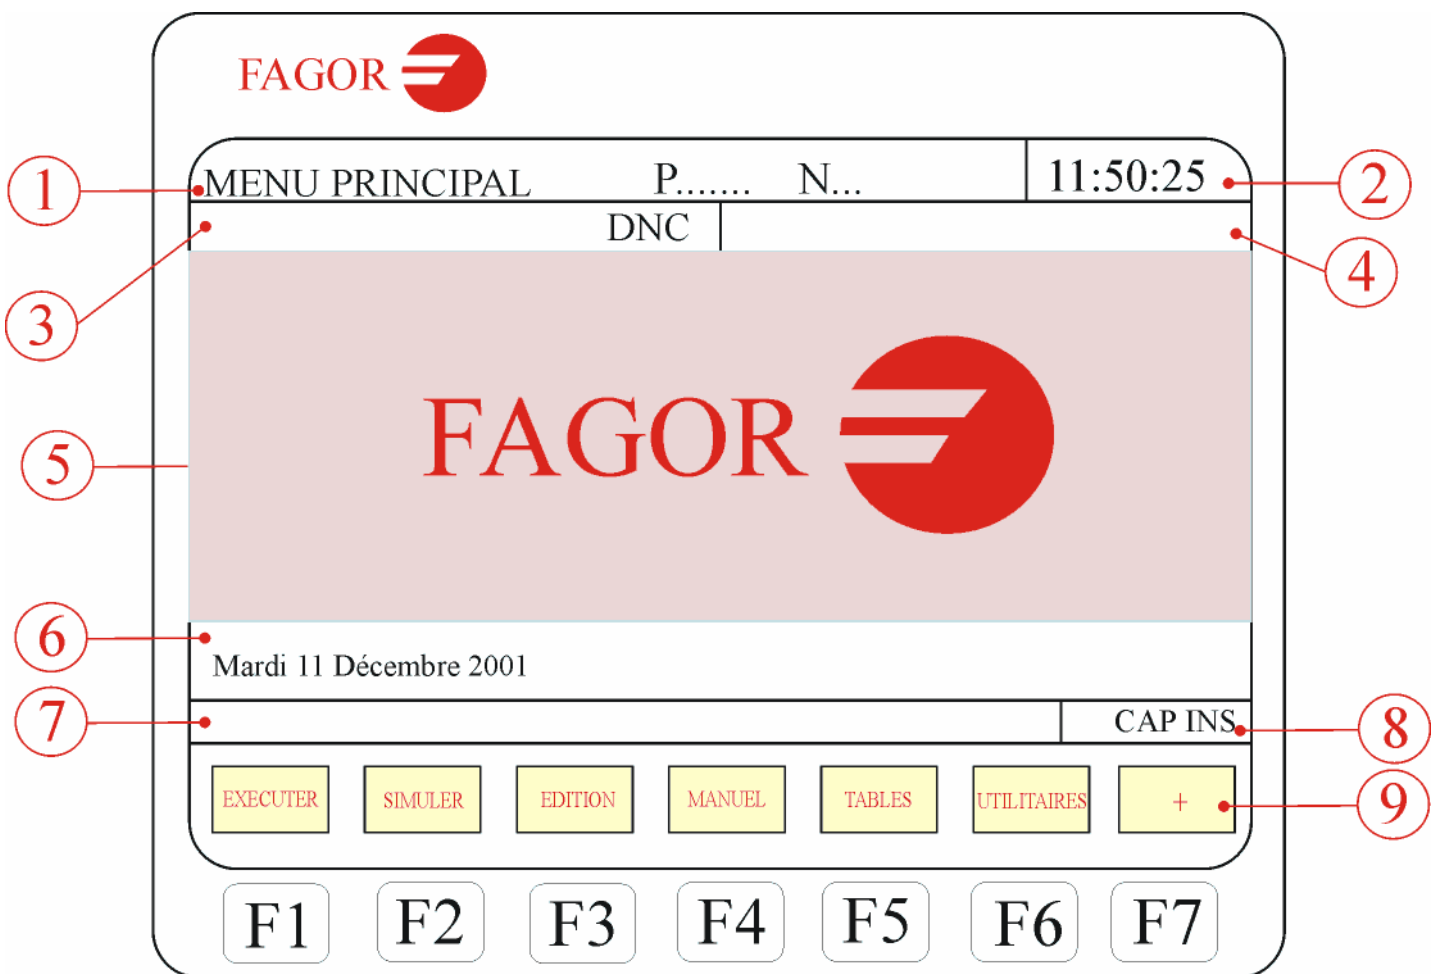 FAGOR
1
MENU PRINCIPAL P....... N... 11:50:25
2
3
DNC
4
5
FAGOR
6
Mardi 11 Décembre 2001
7
CAP INS
8
EXECUTER SIMULER EDITION MANUEL TABLES UTILITAIRES +
9
F1 F2 F3 F4 F5 F6 F7